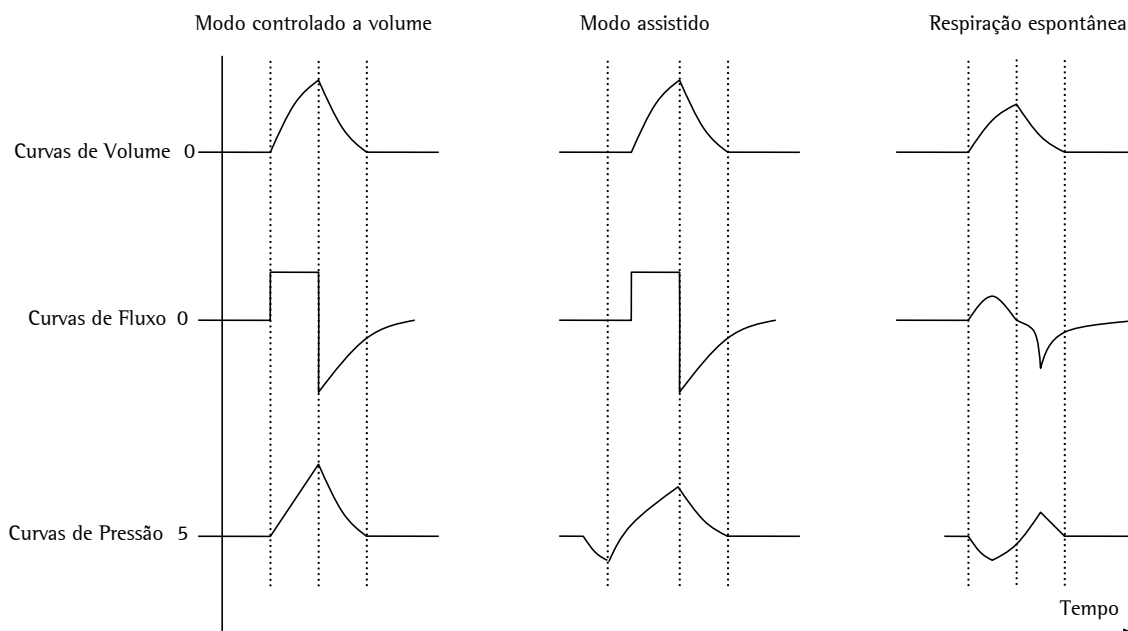 Modo controlado a volume
Modo assistido
Respiração espontânea
Curvas de Volume 0
Curvas de Fluxo 0
Curvas de Pressão 5
Tempo